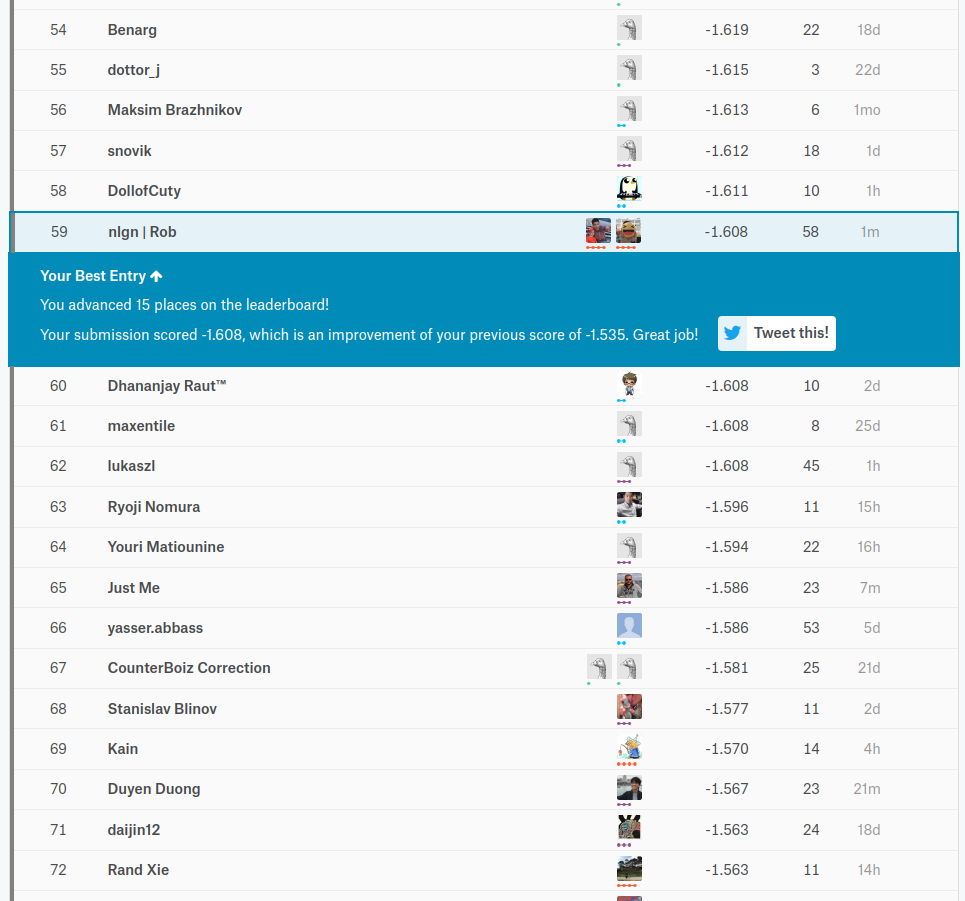 54 Benarg -1.619 22 18d
55 dottor_j -1.615 3 22d
56 Maksim Brazhnikov -1.613 6 1mo
57 snovik -1.612 18 1d
58 DollofCuty -1.611 10 1h
59 nlgn | Rob -1.608 58 1m
Your Best Entry ↑
You advanced 15 places on the leaderboard!
Your submission scored -1.608, which is an improvement of your previous score of -1.535. Great job! Tweet this!
60 Dhananjay Raut™ -1.608 10 2d
61 maxentile -1.608 8 25d
62 lukaszl -1.608 45 1h
63 Ryoji Nomura -1.596 11 15h
64 Youri Matiounine -1.594 22 16h
65 Just Me -1.586 23 7m
66 yasser.abbass -1.586 53 5d
67 CounterBoiz Correction -1.581 25 21d
68 Stanislav Blinov -1.577 11 2d
69 Kain -1.570 14 4h
70 Duyen Duong -1.567 23 21m
71 daijin12 -1.563 24 18d
72 Rand Xie -1.563 11 14h